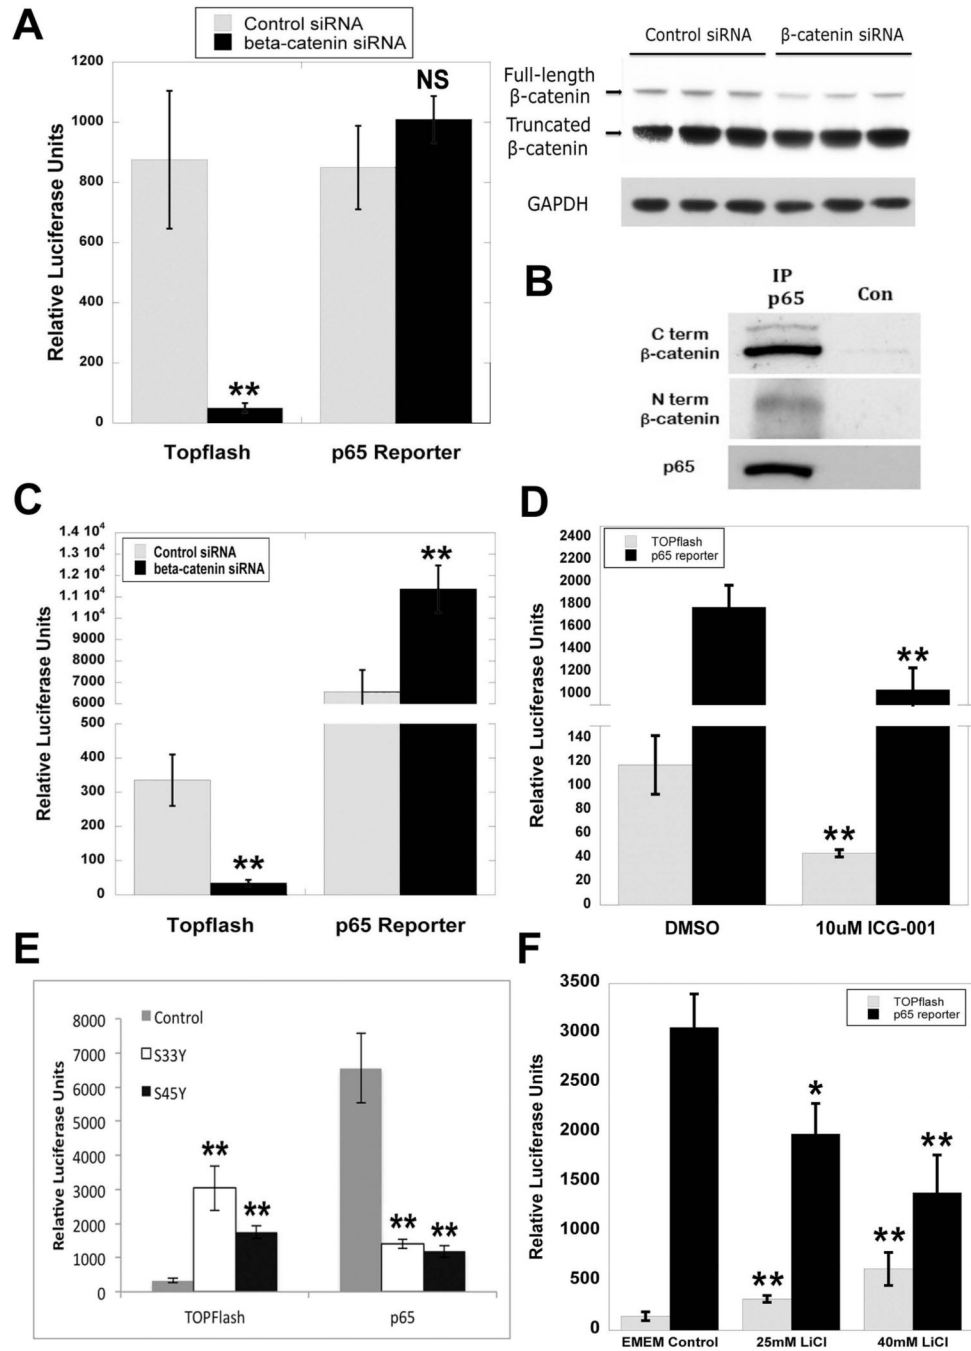 A
Control siRNA
beta-catenin siRNA
Relative Luciferase Units
1200
1000
800
600
400
200
0
**
NS
Topflash
p65 Reporter
Control siRNA
β-catenin siRNA
Full-length
β-catenin
Truncated
β-catenin
GAPDH
B
IP
p65
Con
C term
β-catenin
N term
β-catenin
p65
C
Control siRNA
beta-catenin siRNA
Relative Luciferase Units
1.4 10⁴
1.3 10⁴
1.2 10⁴
1.1 10⁴
1 10⁴
9000
8000
7000
6000
500
400
300
200
100
0
**
**
Topflash
p65 Reporter
D
TOPflash
p65 reporter
Relative Luciferase Units
2400
2200
2000
1800
1600
1400
1200
1000
140
120
100
80
60
40
20
0
**
**
DMSO
10uM ICG-001
E
Control
S33Y
S45Y
Relative Luciferase Units
8000
7000
6000
5000
4000
3000
2000
1000
0
**
**
**
**
TOPFlash
p65
F
TOPflash
p65 reporter
Relative Luciferase Units
3500
3000
2500
2000
1500
1000
500
0
**
*
**
**
EMEM Control
25mM LiCl
40mM LiCl